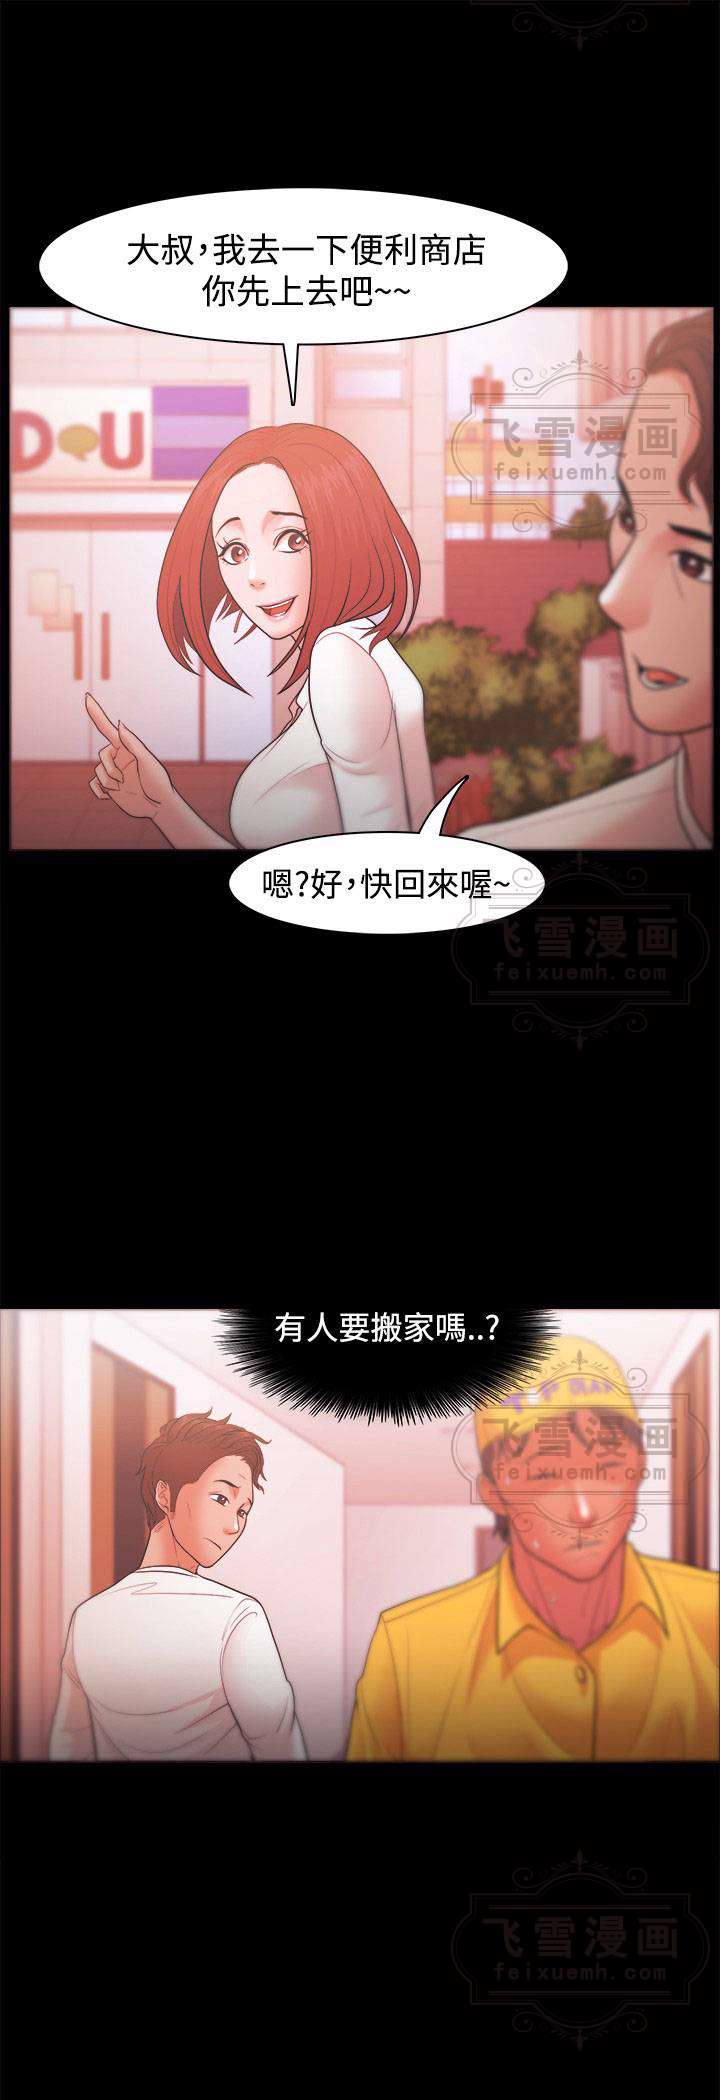 大叔，我去一下便利商店
你先上去吧~~
飞雪漫画
feixuemh.com
嗯?好，快回來喔~
飞雪漫画
feixuemh.com
有人要搬家嗎..?
飞雪漫画
feixuemh.com
飞雪漫画
feixuemh.com